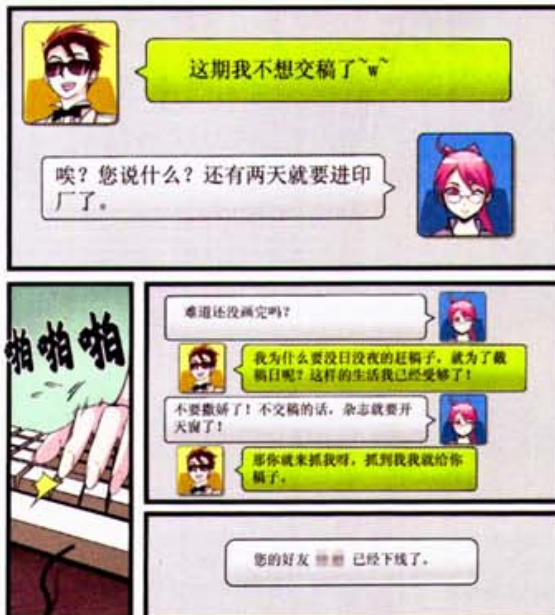 这期我不想交稿了~w~
唉？您说什么？还有两天就要进印
厂了。
啪啪啪
难道还没画完吗？
我为什么要没日没夜的赶稿子，就为了截
稿日呢？这样的生活我已经受够了！
不要撒娇了！不交稿的话，杂志就要开
天窗了！
那你就来抓我呀，抓到我我就给你
稿子。
您的好友 已经下线了。